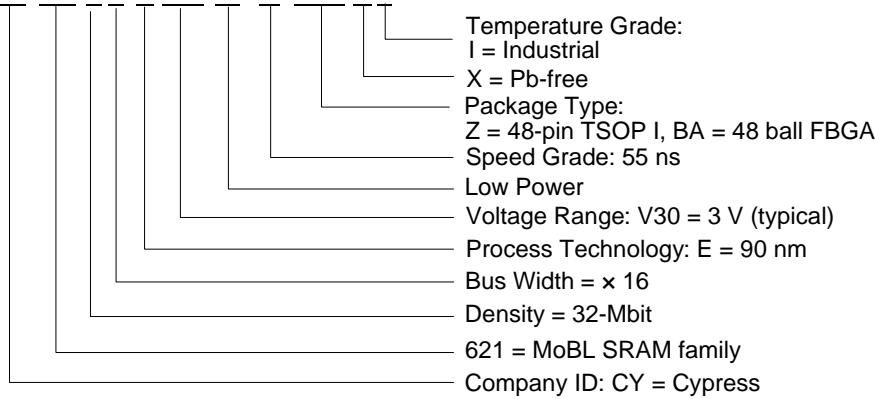 Temperature Grade:
I = Industrial
X = Pb-free
Package Type:
Z = 48-pin TSOP I, BA = 48 ball FBGA
Speed Grade: 55 ns
Low Power
Voltage Range: V30 = 3 V (typical)
Process Technology: E = 90 nm
Bus Width = × 16
Density = 32-Mbit
621 = MoBL SRAM family
Company ID: CY = Cypress